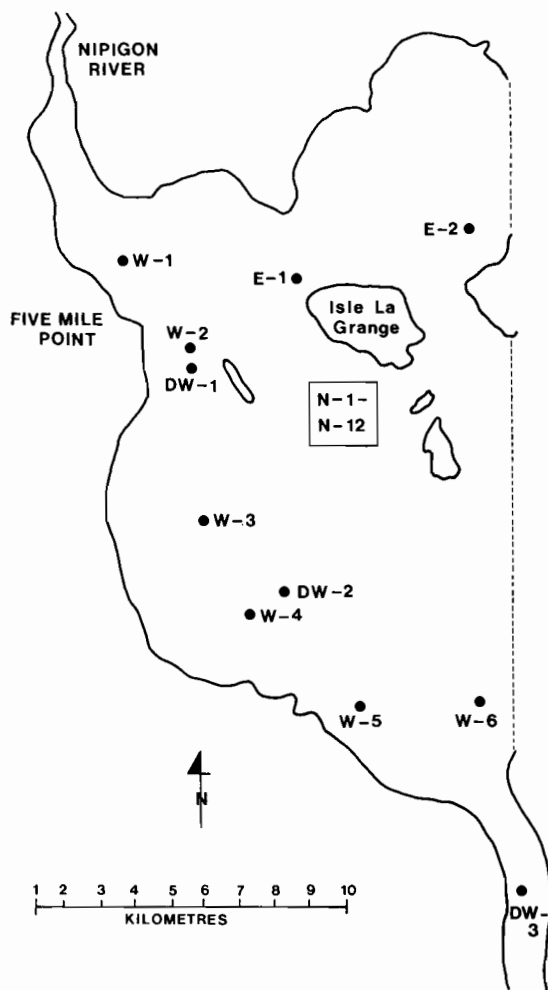 NIPIGON
RIVER
E-2
W-1
E-1
Isle La
Grange
FIVE MILE
POINT
W-2
DW-1
N-1-
N-12
W-3
DW-2
W-4
W-5
W-6
N
1 2 3 4 5 6 7 8 9 10
KILOMETRES
DW-
3